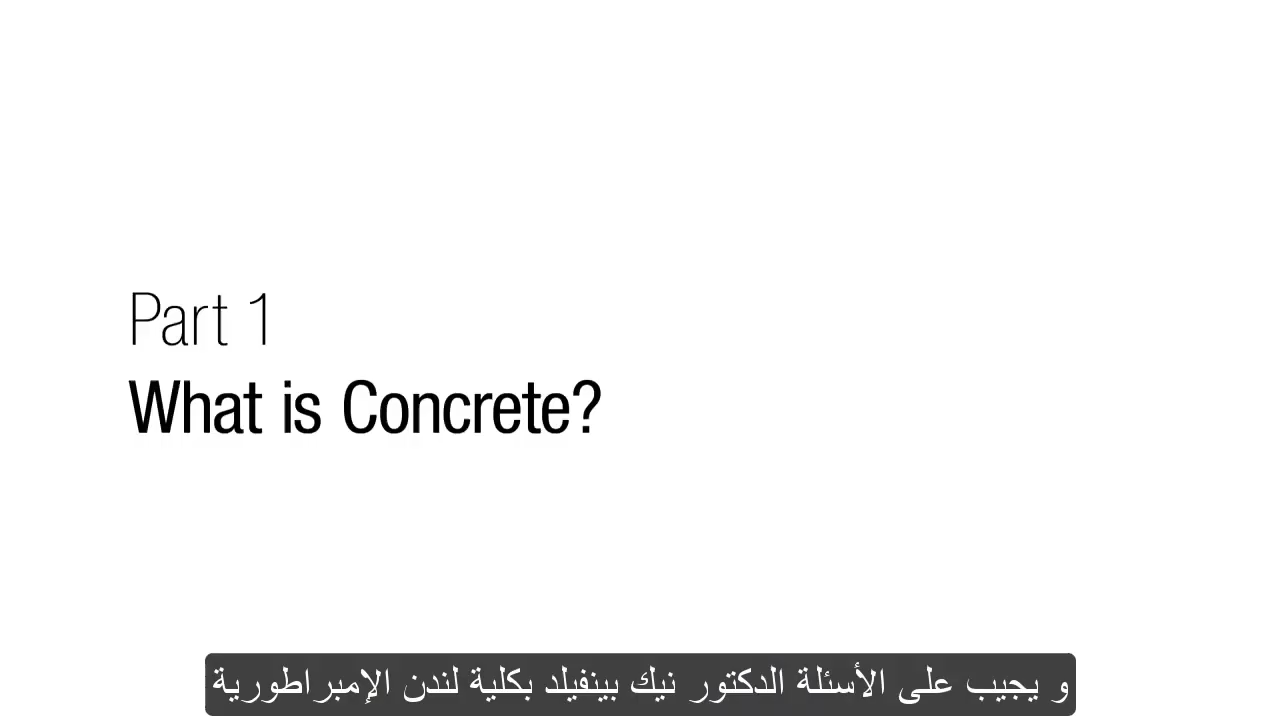 Part 1
What is Concrete?
و يجيب على الأسئلة الدكتور نيك بينفيلد بكلية لندن الإمبراطورية